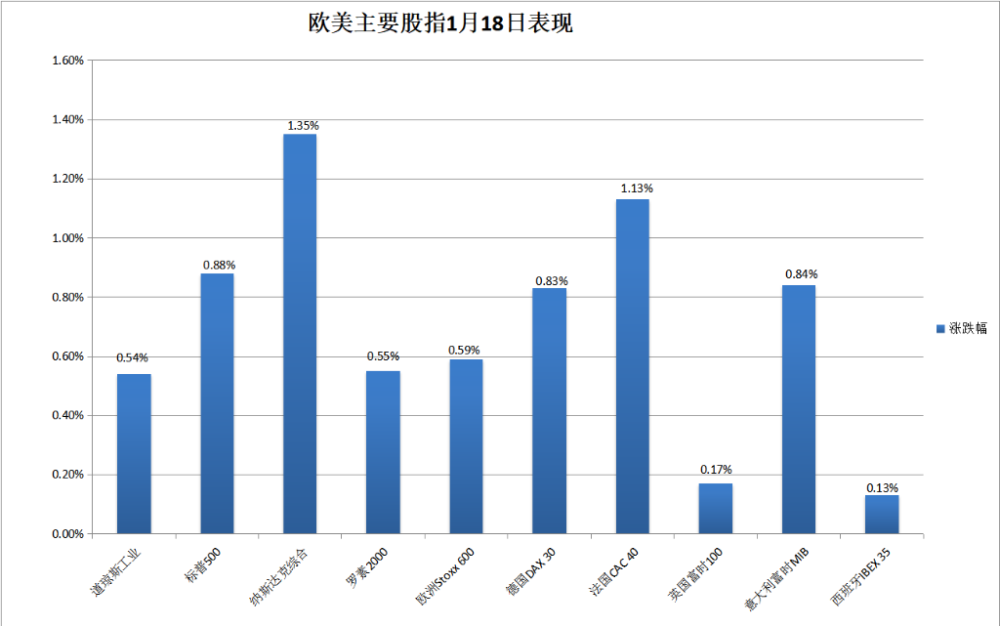 欧美主要股指1月18日表现
1.60%
1.40%
1.20%
1.00%
0.80%
0.60%
0.40%
0.20%
0.00%
0.54%
0.88%
1.35%
0.55%
0.59%
0.83%
1.13%
0.17%
0.84%
0.13%
道琼斯工业
标普500
纳斯达克综合
罗素2000
欧洲Stoxx 600
德国DAX 30
法国CAC 40
英国富时100
意大利富时MIB
西班牙IBEX 35
涨跌幅